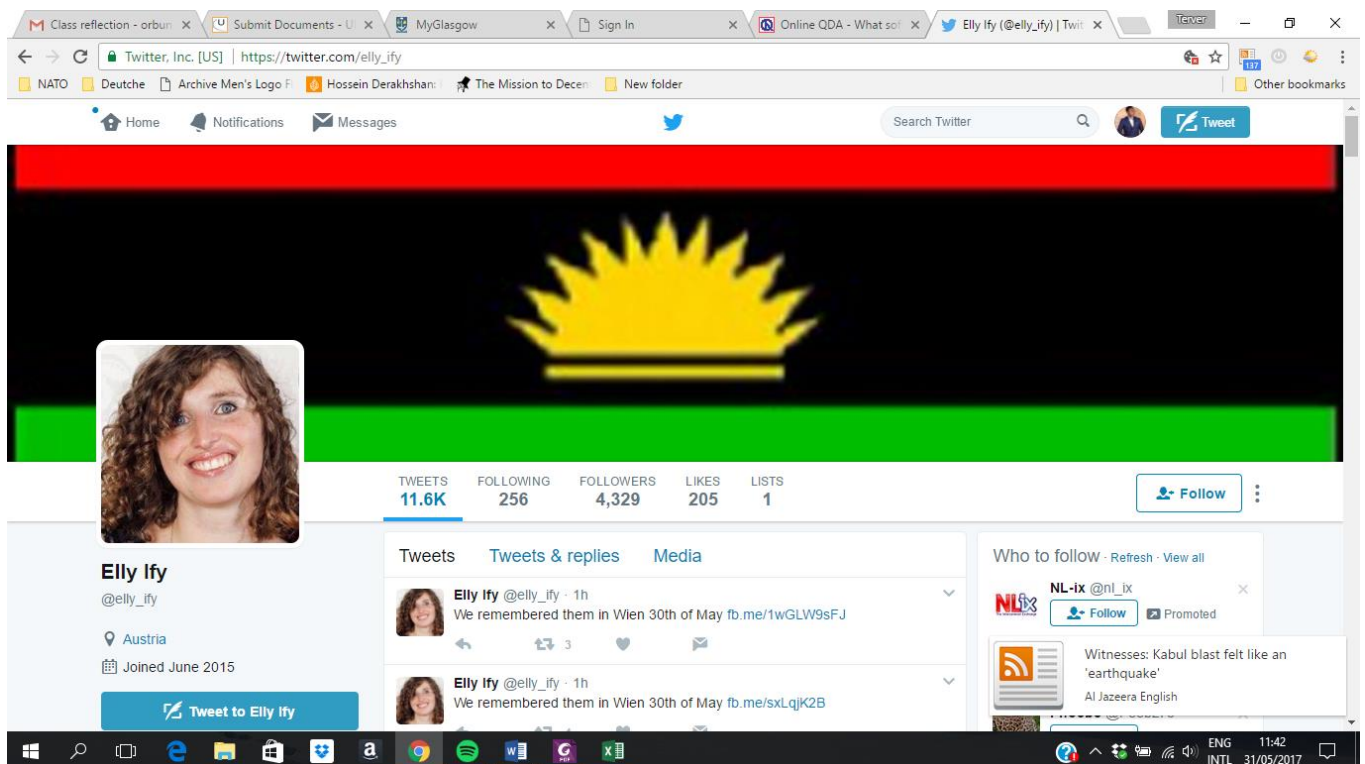 Class reflection - orbun
Submit Documents - U
MyGlasgow
Sign In
Online QDA - What sof
Elly Ify (@elly_ify) | Twit
Terver
Twitter, Inc. [US] | https://twitter.com/elly_ify
137
NATO
Deutche
Archive Men's Logo F
Hossein Derakhshan:
The Mission to Decen
New folder
Other bookmarks
Home
Notifications
Messages
Search Twitter
Tweet
TWEETS
11.6K
FOLLOWING
256
FOLLOWERS
4,329
LIKES
205
LISTS
1
Follow
Elly Ify
@elly_ify
Austria
Joined June 2015
Tweet to Elly Ify
Tweets Tweets & replies Media
Elly Ify @elly_ify · 1h
We remembered them in Wien 30th of May fb.me/1wGLW9sFJ
3
Elly Ify @elly_ify · 1h
We remembered them in Wien 30th of May fb.me/sxLqjK2B
Who to follow · Refresh · View all
NL-ix @nl_ix
Follow
Promoted
Witnesses: Kabul blast felt like an
'earthquake'
Al Jazeera English
ENG
INTL
11:42
31/05/2017